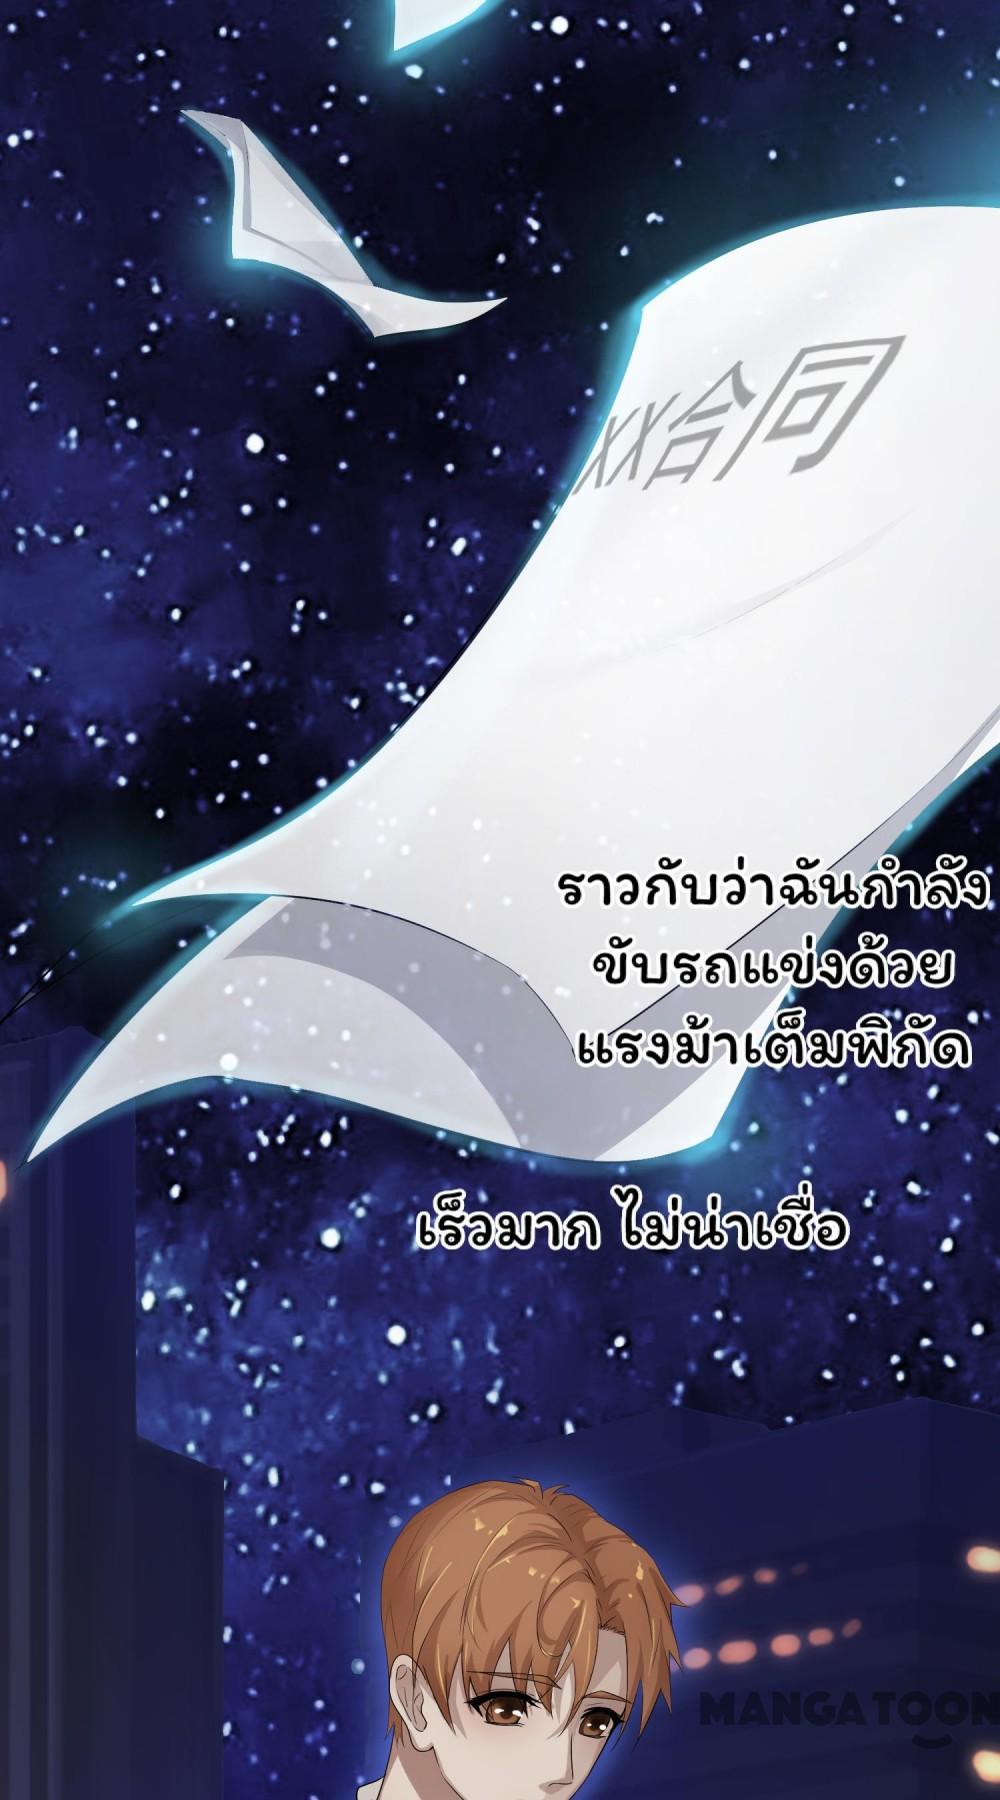 XX合同
ราวกับว่าฉันกำลัง
ขับรถแข่งด้วย
แรงม้าเต็มพิกัด
เร็วมาก ไม่น่าเชื่อ
MANGA TOON